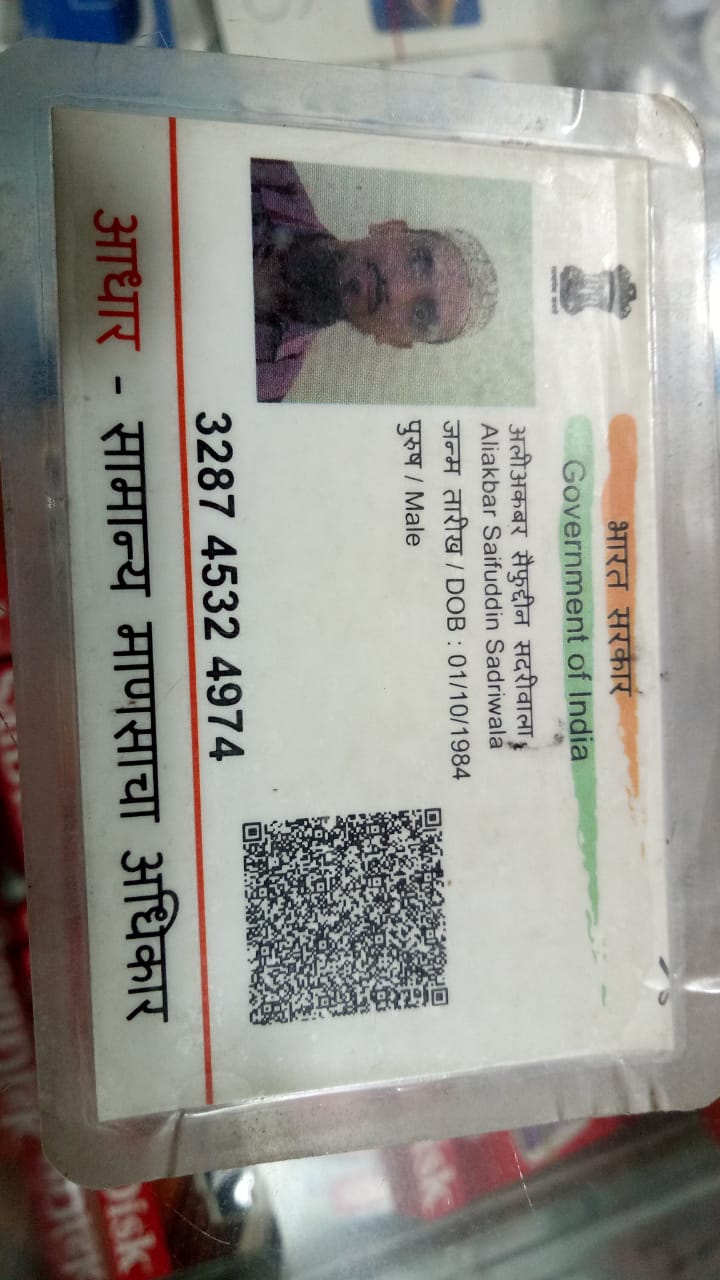 भारत सरकार
Government of India
अलीअकबर सैफुद्दीन सदरीवाला
Aliakbar Saifuddin Sadriwala
जन्म तारीख / DOB : 01/10/1984
पुरुष / Male
3287 4532 4974
आधार - सामान्य माणसाचा अधिकार